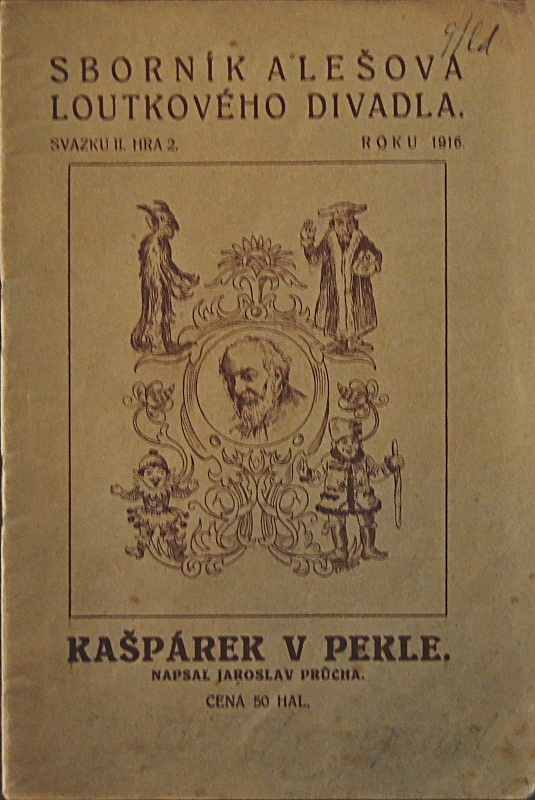 SBORNÍK ALEŠOVA
LOUTKOVÉHO DIVADLA.
SVAZKU II. HRA 2. ROKU 1916.
KAŠPÁREK V PEKLE.
NAPSAL JAROSLAV PRŮCHA.
CENA 50 HAL.